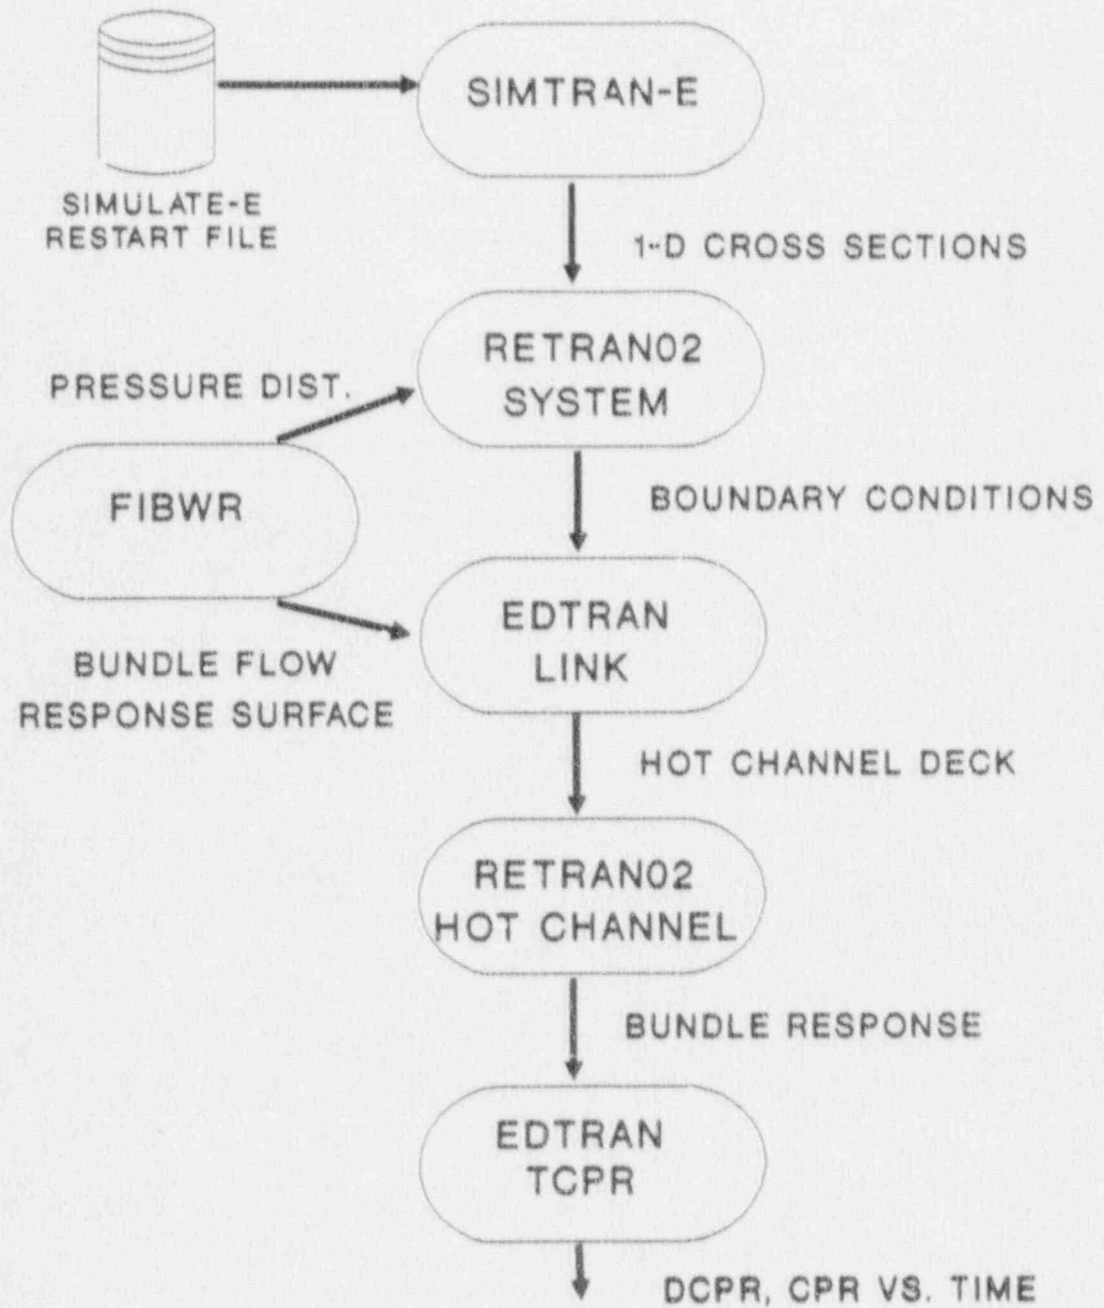 SIMTRAN-E
SIMULATE-E
RESTART FILE
1-D CROSS SECTIONS
RETRAN02
SYSTEM
PRESSURE DIST.
FIBWR
BOUNDARY CONDITIONS
EDTRAN
LINK
BUNDLE FLOW
RESPONSE SURFACE
HOT CHANNEL DECK
RETRAN02
HOT CHANNEL
BUNDLE RESPONSE
EDTRAN
TCPR
DCPR, CPR VS. TIME